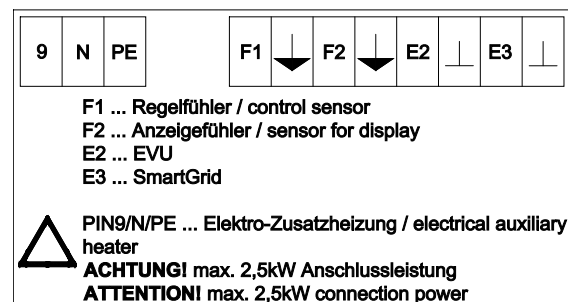 9 N PE F1 F2 E2 E3
F1 ... Regelfühler / control sensor
F2 ... Anzeigefühler / sensor for display
E2 ... EVU
E3 ... SmartGrid
PIN9/N/PE ... Elektro-Zusatzheizung / electrical auxiliary
heater
ACHTUNG! max. 2,5kW Anschlussleistung
ATTENTION! max. 2,5kW connection power